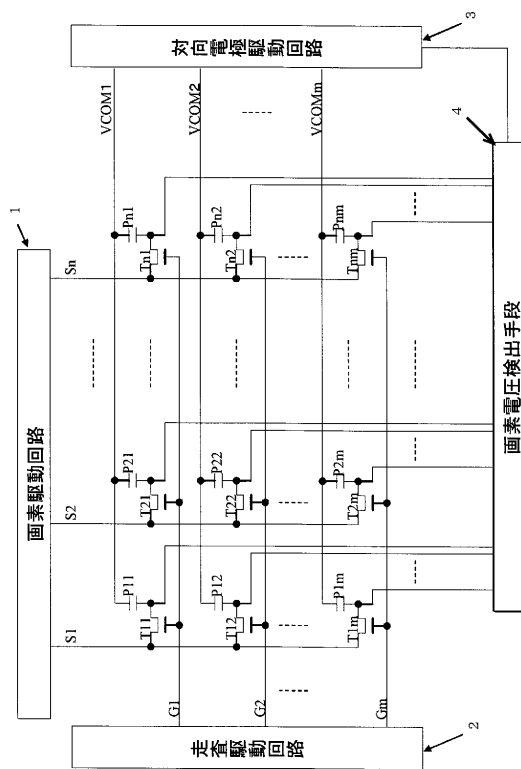 1
画素駆動回路
S1
S2
Sn
対向電極駆動回路
3
VCOM1
VCOM2
VCOMm
P11
P21
Pn1
T11
T21
Tn1
P12
P22
Pn2
T12
T22
Tn2
P1m
P2m
Pnm
T1m
T2m
Tnm
G1
G2
Gm
走査駆動回路
2
4
画素電圧検出手段